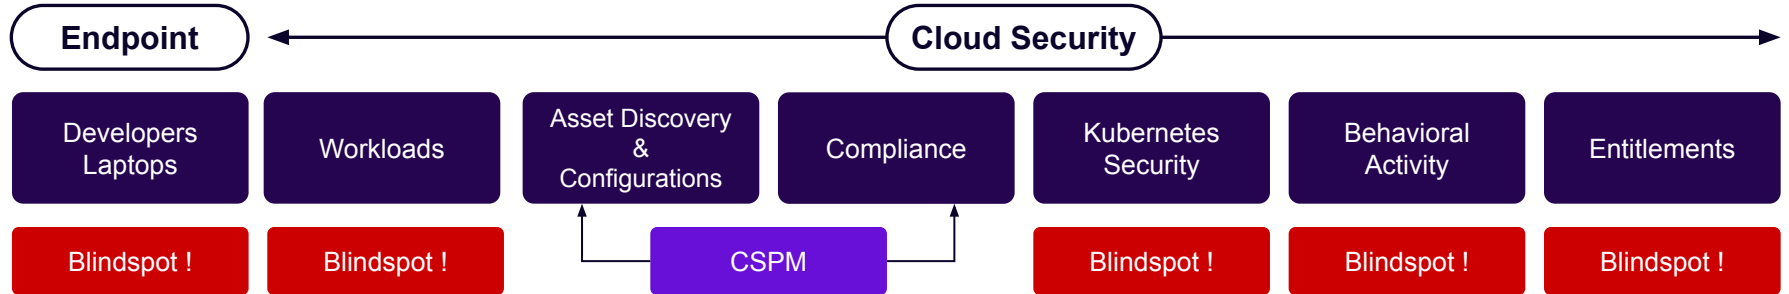 Endpoint
Cloud Security
Developers
Laptops
Workloads
Asset Discovery
&
Configurations
Compliance
Kubernetes
Security
Behavioral
Activity
Entitlements
Blindspot !
Blindspot !
CSPM
Blindspot !
Blindspot !
Blindspot !